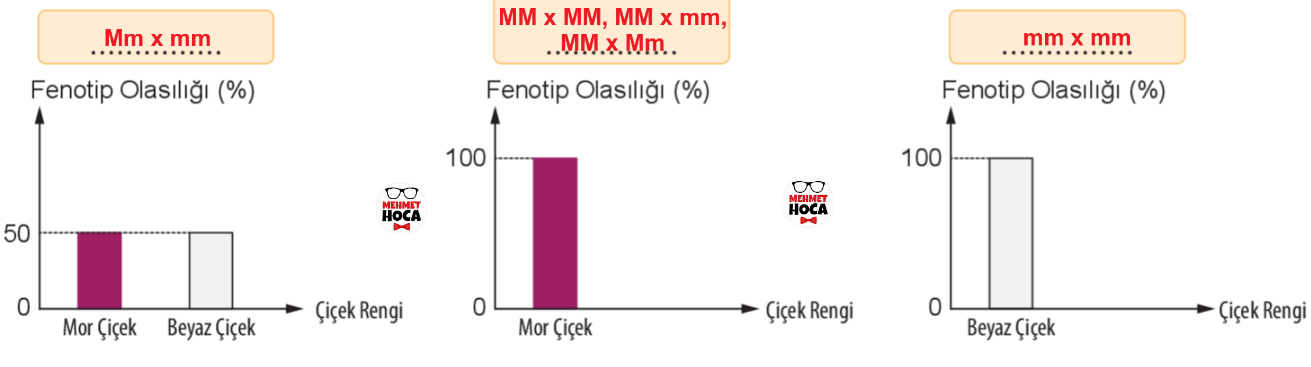 Mm x mm
Fenotip Olasılığı (%)
50
0
Mor Çiçek
Beyaz Çiçek
Çiçek Rengi
MEHMET
HOCA
MM x MM, MM x mm,
MM x Mm
Fenotip Olasılığı (%)
100
0
Mor Çiçek
Çiçek Rengi
MEHMET
HOCA
mm x mm
Fenotip Olasılığı (%)
100
0
Beyaz Çiçek
Çiçek Rengi